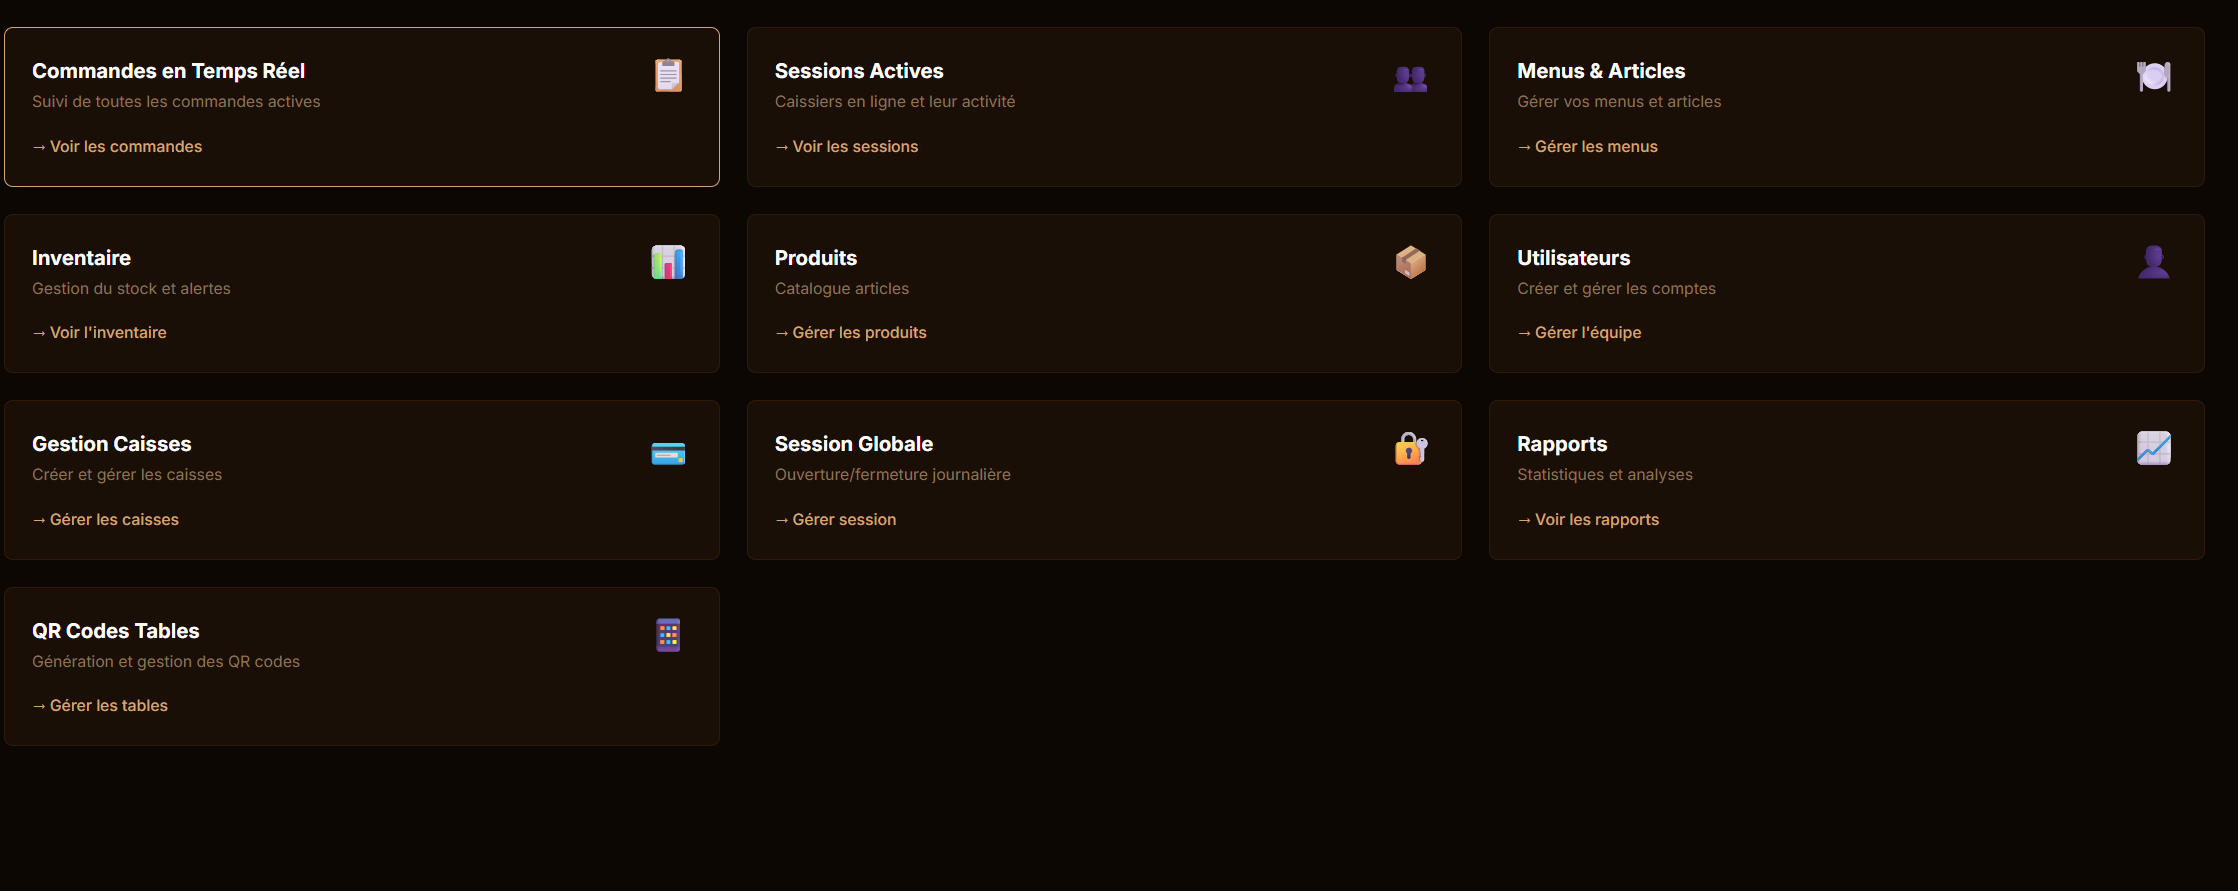 Commandes en Temps Réel
Suivi de toutes les commandes actives
→ Voir les commandes
Sessions Actives
Caissiers en ligne et leur activité
→ Voir les sessions
Menus & Articles
Gérer vos menus et articles
→ Gérer les menus
Inventaire
Gestion du stock et alertes
→ Voir l'inventaire
Produits
Catalogue articles
→ Gérer les produits
Utilisateurs
Créer et gérer les comptes
→ Gérer l'équipe
Gestion Caisses
Créer et gérer les caisses
→ Gérer les caisses
Session Globale
Ouverture/fermeture journalière
→ Gérer session
Rapports
Statistiques et analyses
→ Voir les rapports
QR Codes Tables
Génération et gestion des QR codes
→ Gérer les tables